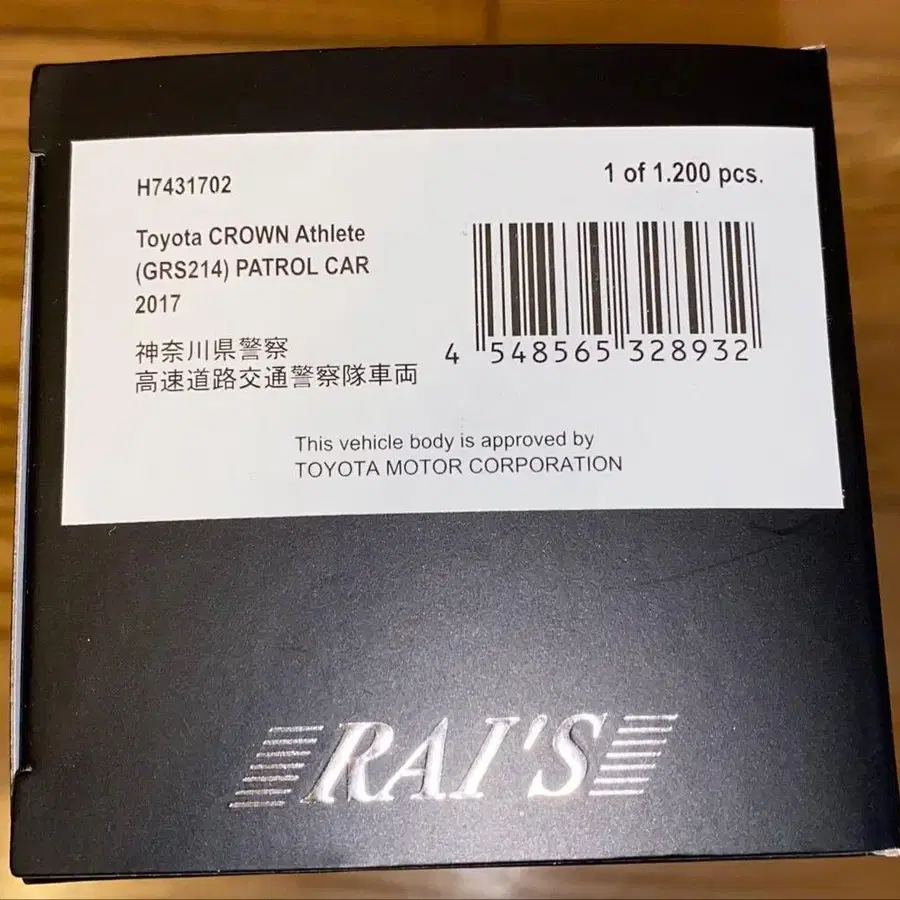 H7431702
1 of 1.200 pcs.
Toyota CROWN Athlete
(GRS214) PATROL CAR
2017
神奈川県警察
高速道路交通警察隊車両
4 548565 328932
This vehicle body is approved by
TOYOTA MOTOR CORPORATION
RAI'S